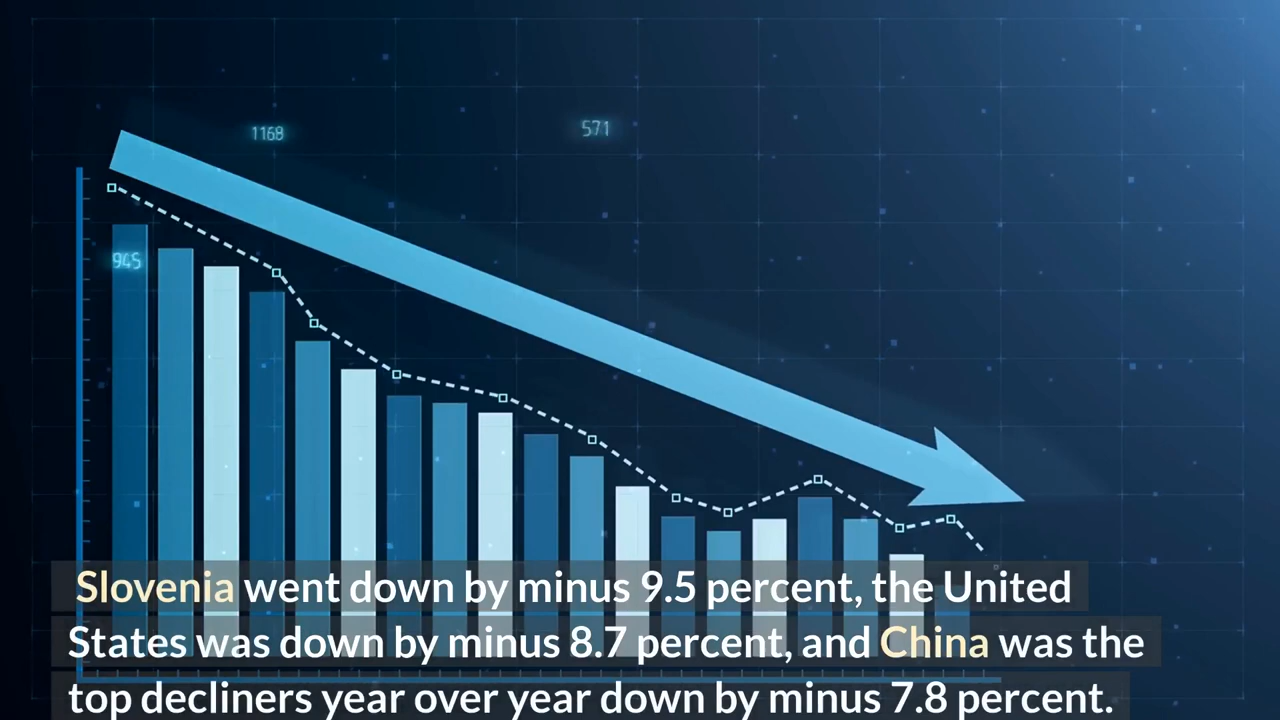 1168
571
945
Slovenia went down by minus 9.5 percent, the United
States was down by minus 8.7 percent, and China was the
top decliners year over year down by minus 7.8 percent.